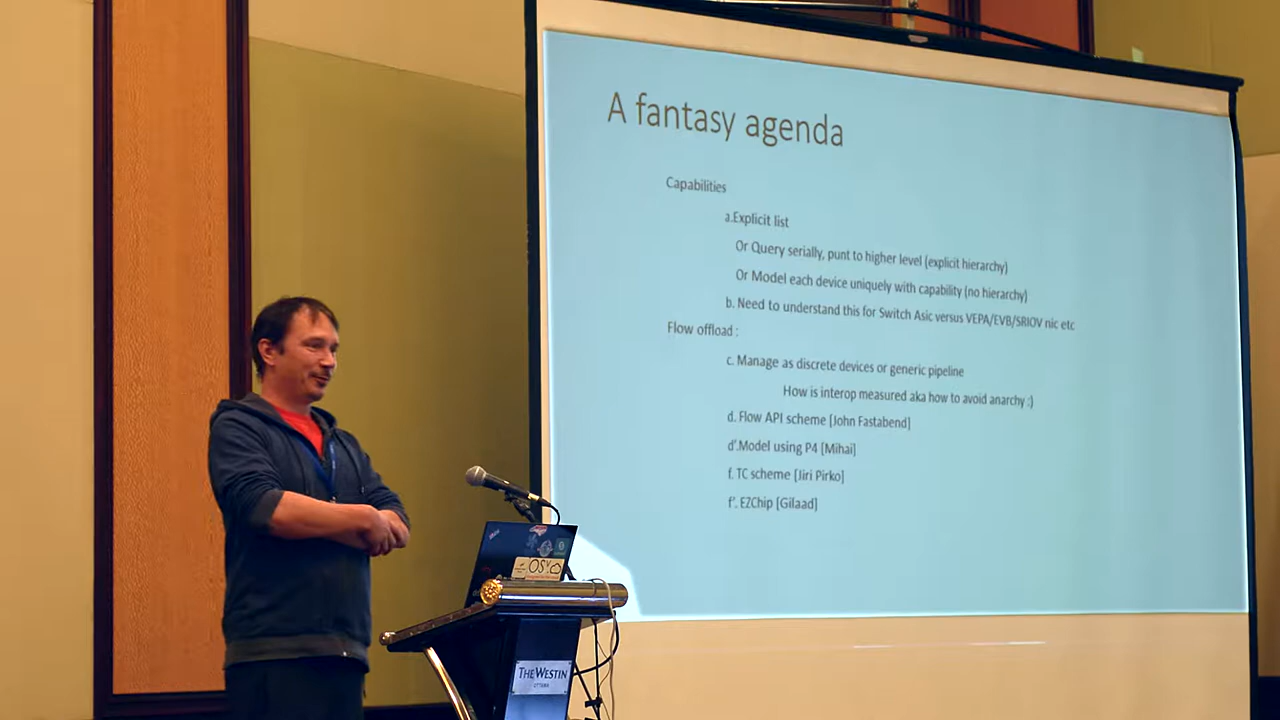 A fantasy agenda
Capabilities
a.Explicit list
Or Query serially, punt to higher level (explicit hierarchy)
Or Model each device uniquely with capability (no hierarchy)
b. Need to understand this for Switch Asic versus VEPA/EVB/SRIOV nic etc
Flow offload :
c. Manage as discrete devices or generic pipeline
How is interop measured aka how to avoid anarchy :)
d. Flow API scheme [John Fastabend]
d'.Model using P4 [Mihai]
f. TC scheme [Jiri Pirko]
f'. EZChip [Gilaad]
OSv
THE WESTIN
OTTAWA